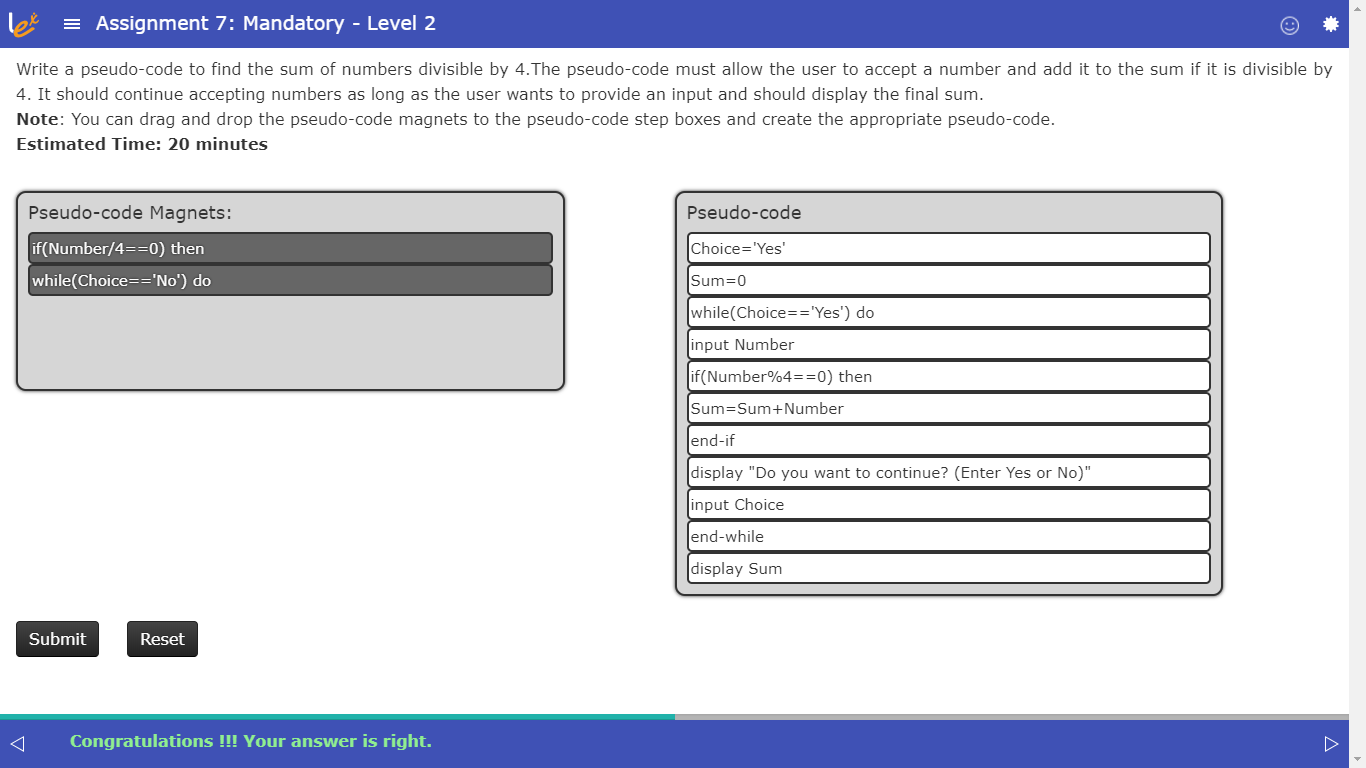 Lex
Assignment 7: Mandatory - Level 2
Write a pseudo-code to find the sum of numbers divisible by 4.The pseudo-code must allow the user to accept a number and add it to the sum if it is divisible by
4. It should continue accepting numbers as long as the user wants to provide an input and should display the final sum.
Note: You can drag and drop the pseudo-code magnets to the pseudo-code step boxes and create the appropriate pseudo-code.
Estimated Time: 20 minutes
Pseudo-code Magnets:
if(Number/4==0) then
while(Choice=='No') do
Pseudo-code
Choice='Yes'
Sum=0
while(Choice=='Yes') do
input Number
if(Number%4==0) then
Sum=Sum+Number
end-if
display "Do you want to continue? (Enter Yes or No)"
input Choice
end-while
display Sum
Submit
Reset
Congratulations !!! Your answer is right.